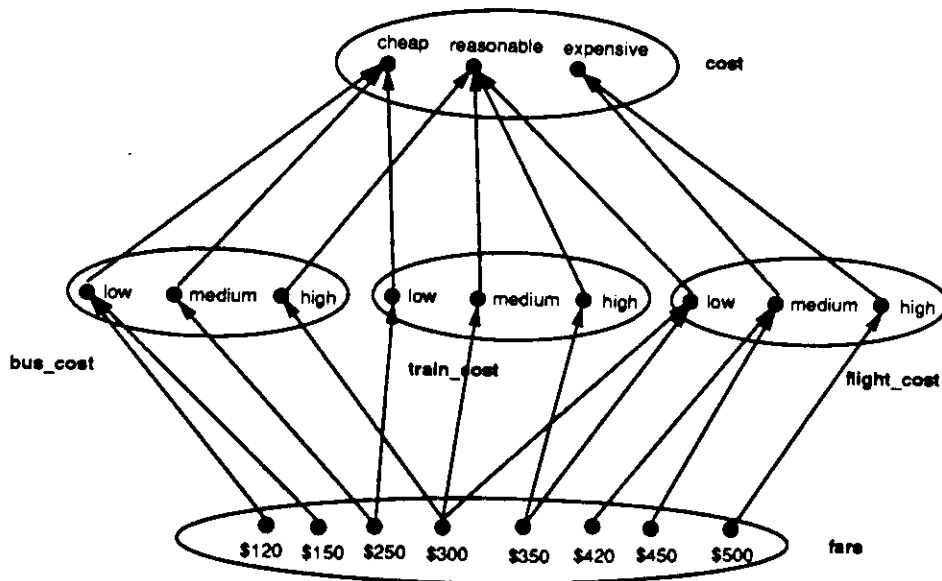 cheap reasonable expensive
cost
low medium high low medium high low medium high
bus_cost train_cost flight_cost
$120 $150 $250 $300 $350 $420 $450 $500
fare